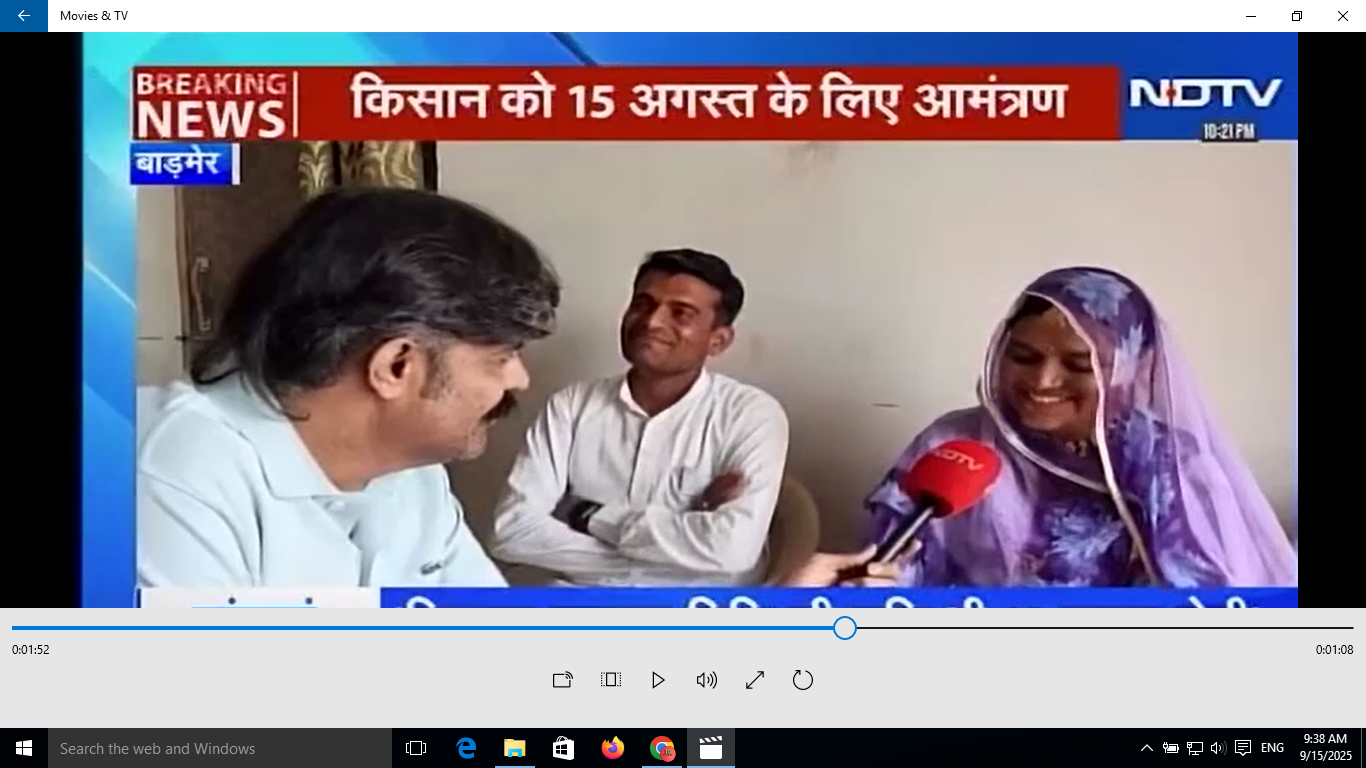 Movies & TV
BREAKING
NEWS
किसान को 15 अगस्त के लिए आमंत्रण
NDTV
10:21 PM
बाड़मेर
NDTV
0:01:52
0:01:08
Search the web and Windows
ENG
9:38 AM
9/15/2025